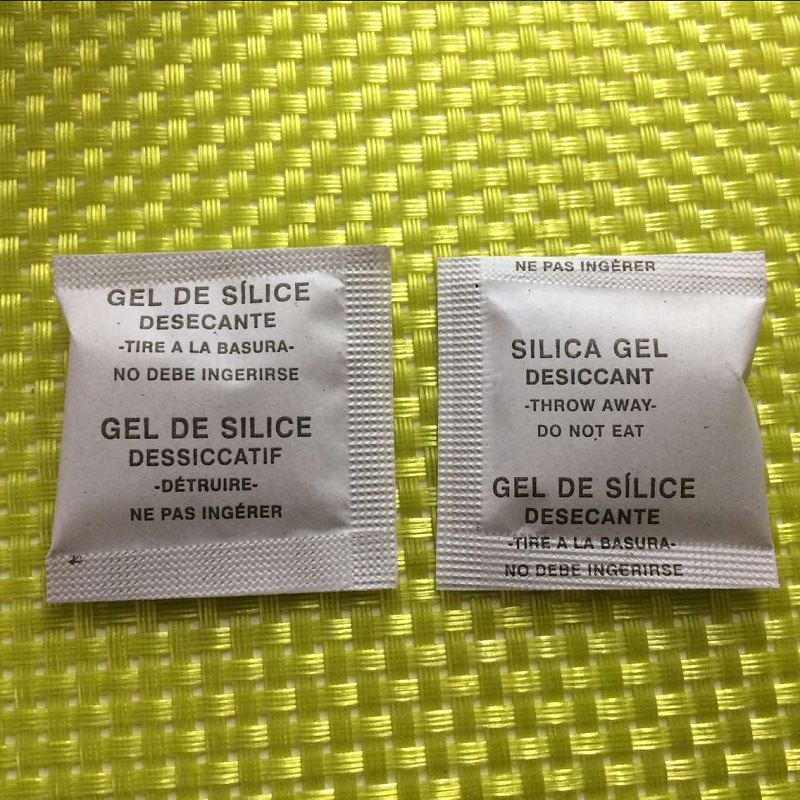 GEL DE SÍLICE
DESECANTE
-TIRE A LA BASURA-
NO DEBE INGERIRSE
GEL DE SILICE
DESSICCATIF
-DÉTRUIRE-
NE PAS INGÉRER
NE PAS INGÉRER
SILICA GEL
DESICCANT
-THROW AWAY-
DO NOT EAT
GEL DE SÍLICE
DESECANTE
-TIRE A LA BASURA-
NO DEBE INGERIRSE